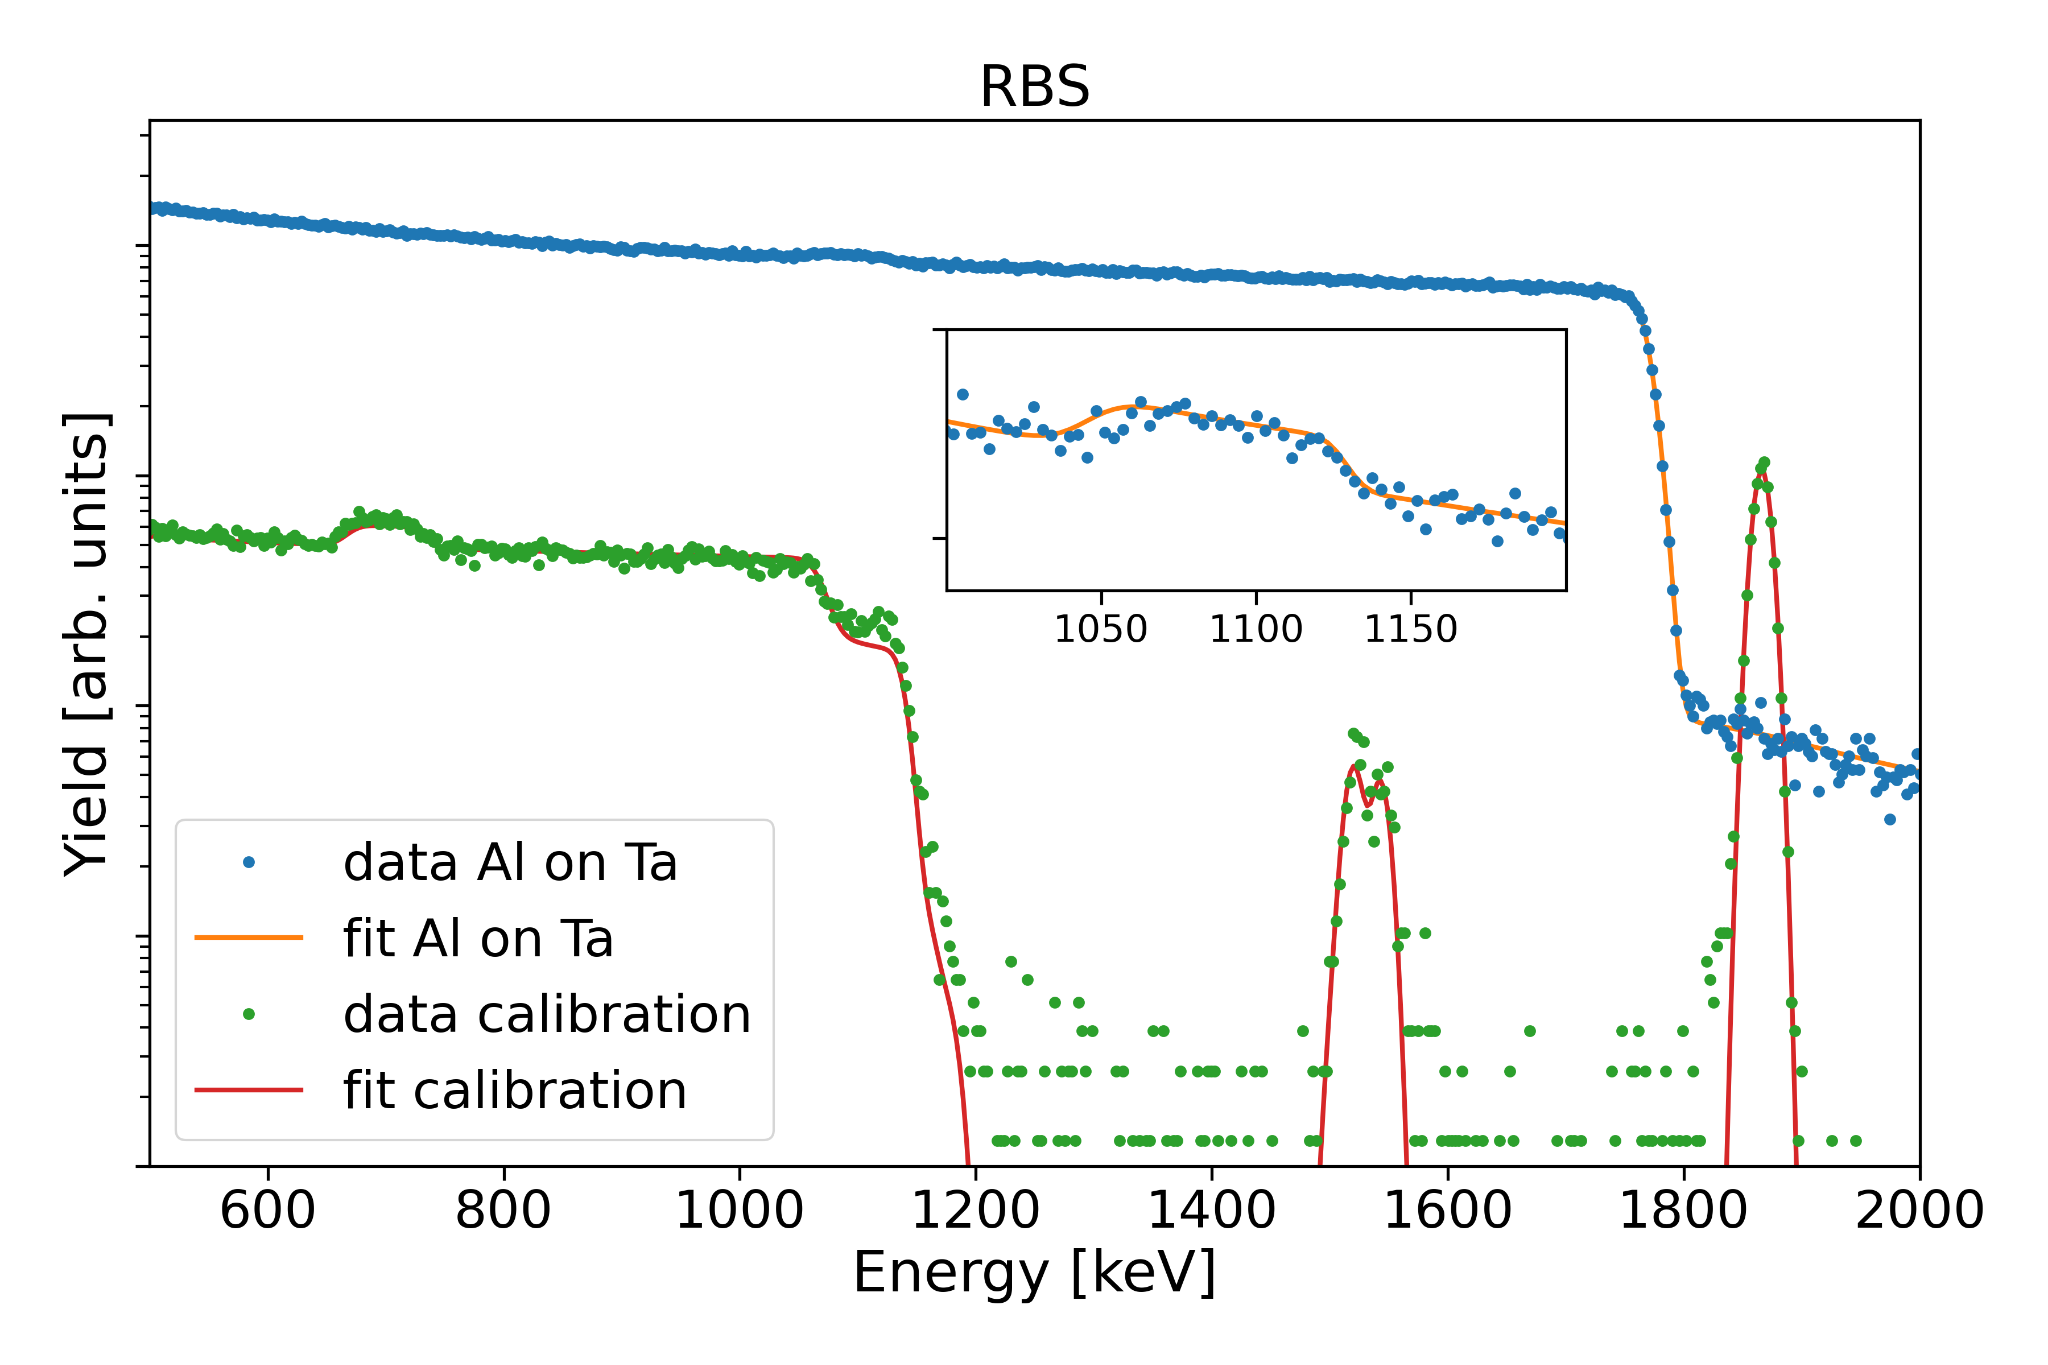 RBS
Yield [arb. units]
1050 1100 1150
data Al on Ta
fit Al on Ta
data calibration
fit calibration
600 800 1000 1200 1400 1600 1800 2000
Energy [keV]